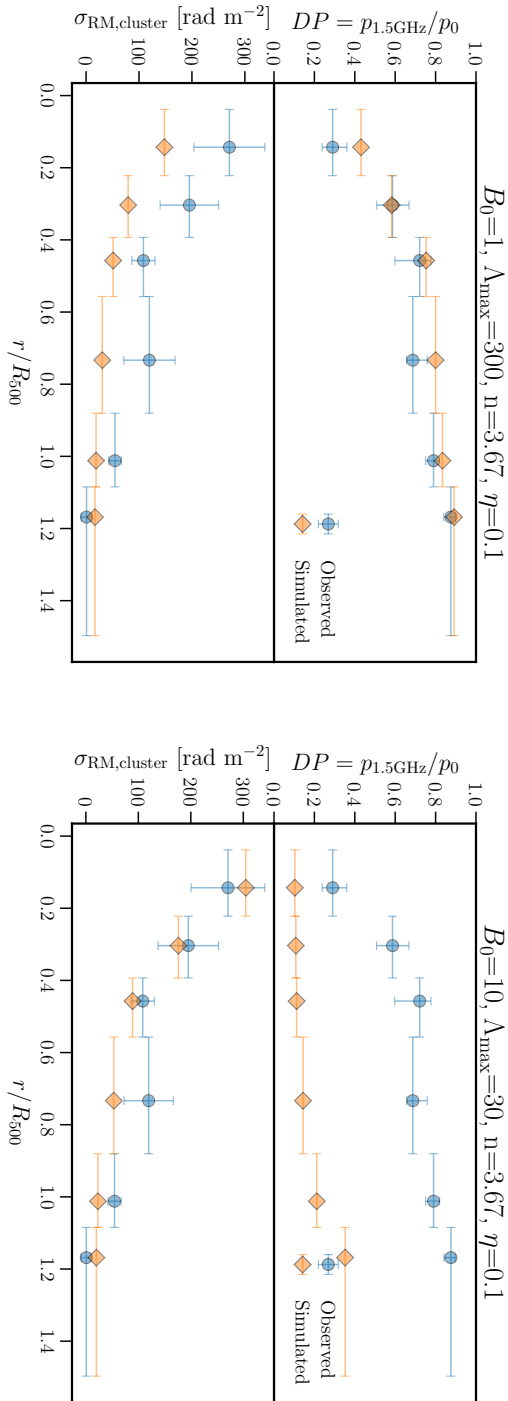 B₀=1, Λmax=300, n=3.67, η=0.1
DP = p1.5GHz/p0
1.0
0.8
0.6
0.4
0.2
0.0
Observed
Simulated
σRM,cluster [rad m⁻²]
300
200
100
0
0.0 0.2 0.4 0.6 0.8 1.0 1.2 1.4
r/R500
B₀=10, Λmax=30, n=3.67, η=0.1
DP = p1.5GHz/p0
1.0
0.8
0.6
0.4
0.2
0.0
Observed
Simulated
σRM,cluster [rad m⁻²]
300
200
100
0
0.0 0.2 0.4 0.6 0.8 1.0 1.2 1.4
r/R500